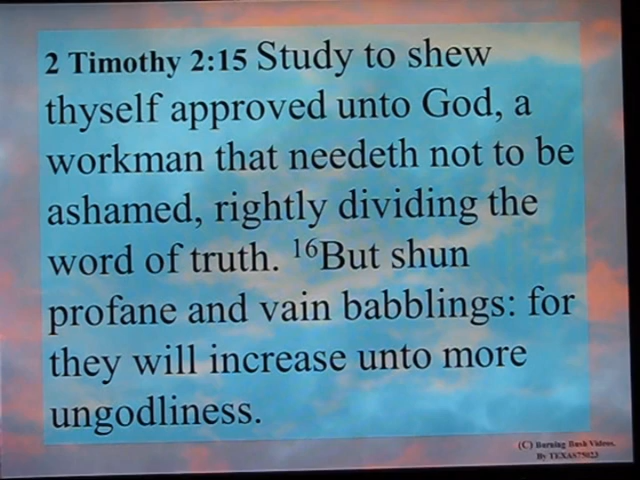 2 Timothy 2:15 Study to shew
thyself approved unto God, a
workman that needeth not to be
ashamed, rightly dividing the
word of truth. ¹⁶But shun
profane and vain babblings: for
they will increase unto more
ungodliness.
(C) Burning Bush Videos.
By TEXAS75023